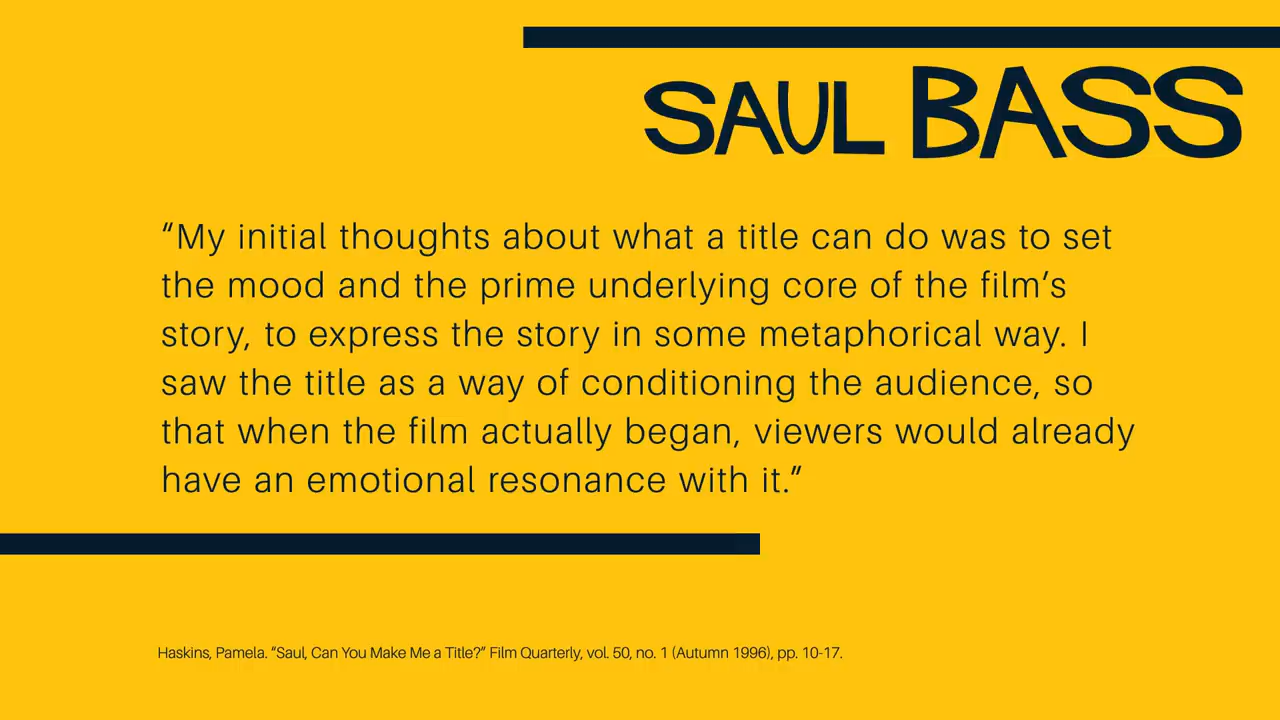 SAUL BASS
“My initial thoughts about what a title can do was to set
the mood and the prime underlying core of the film’s
story, to express the story in some metaphorical way. I
saw the title as a way of conditioning the audience, so
that when the film actually began, viewers would already
have an emotional resonance with it.”
Haskins, Pamela. “Saul, Can You Make Me a Title?” Film Quarterly, vol. 50, no. 1 (Autumn 1996), pp. 10-17.